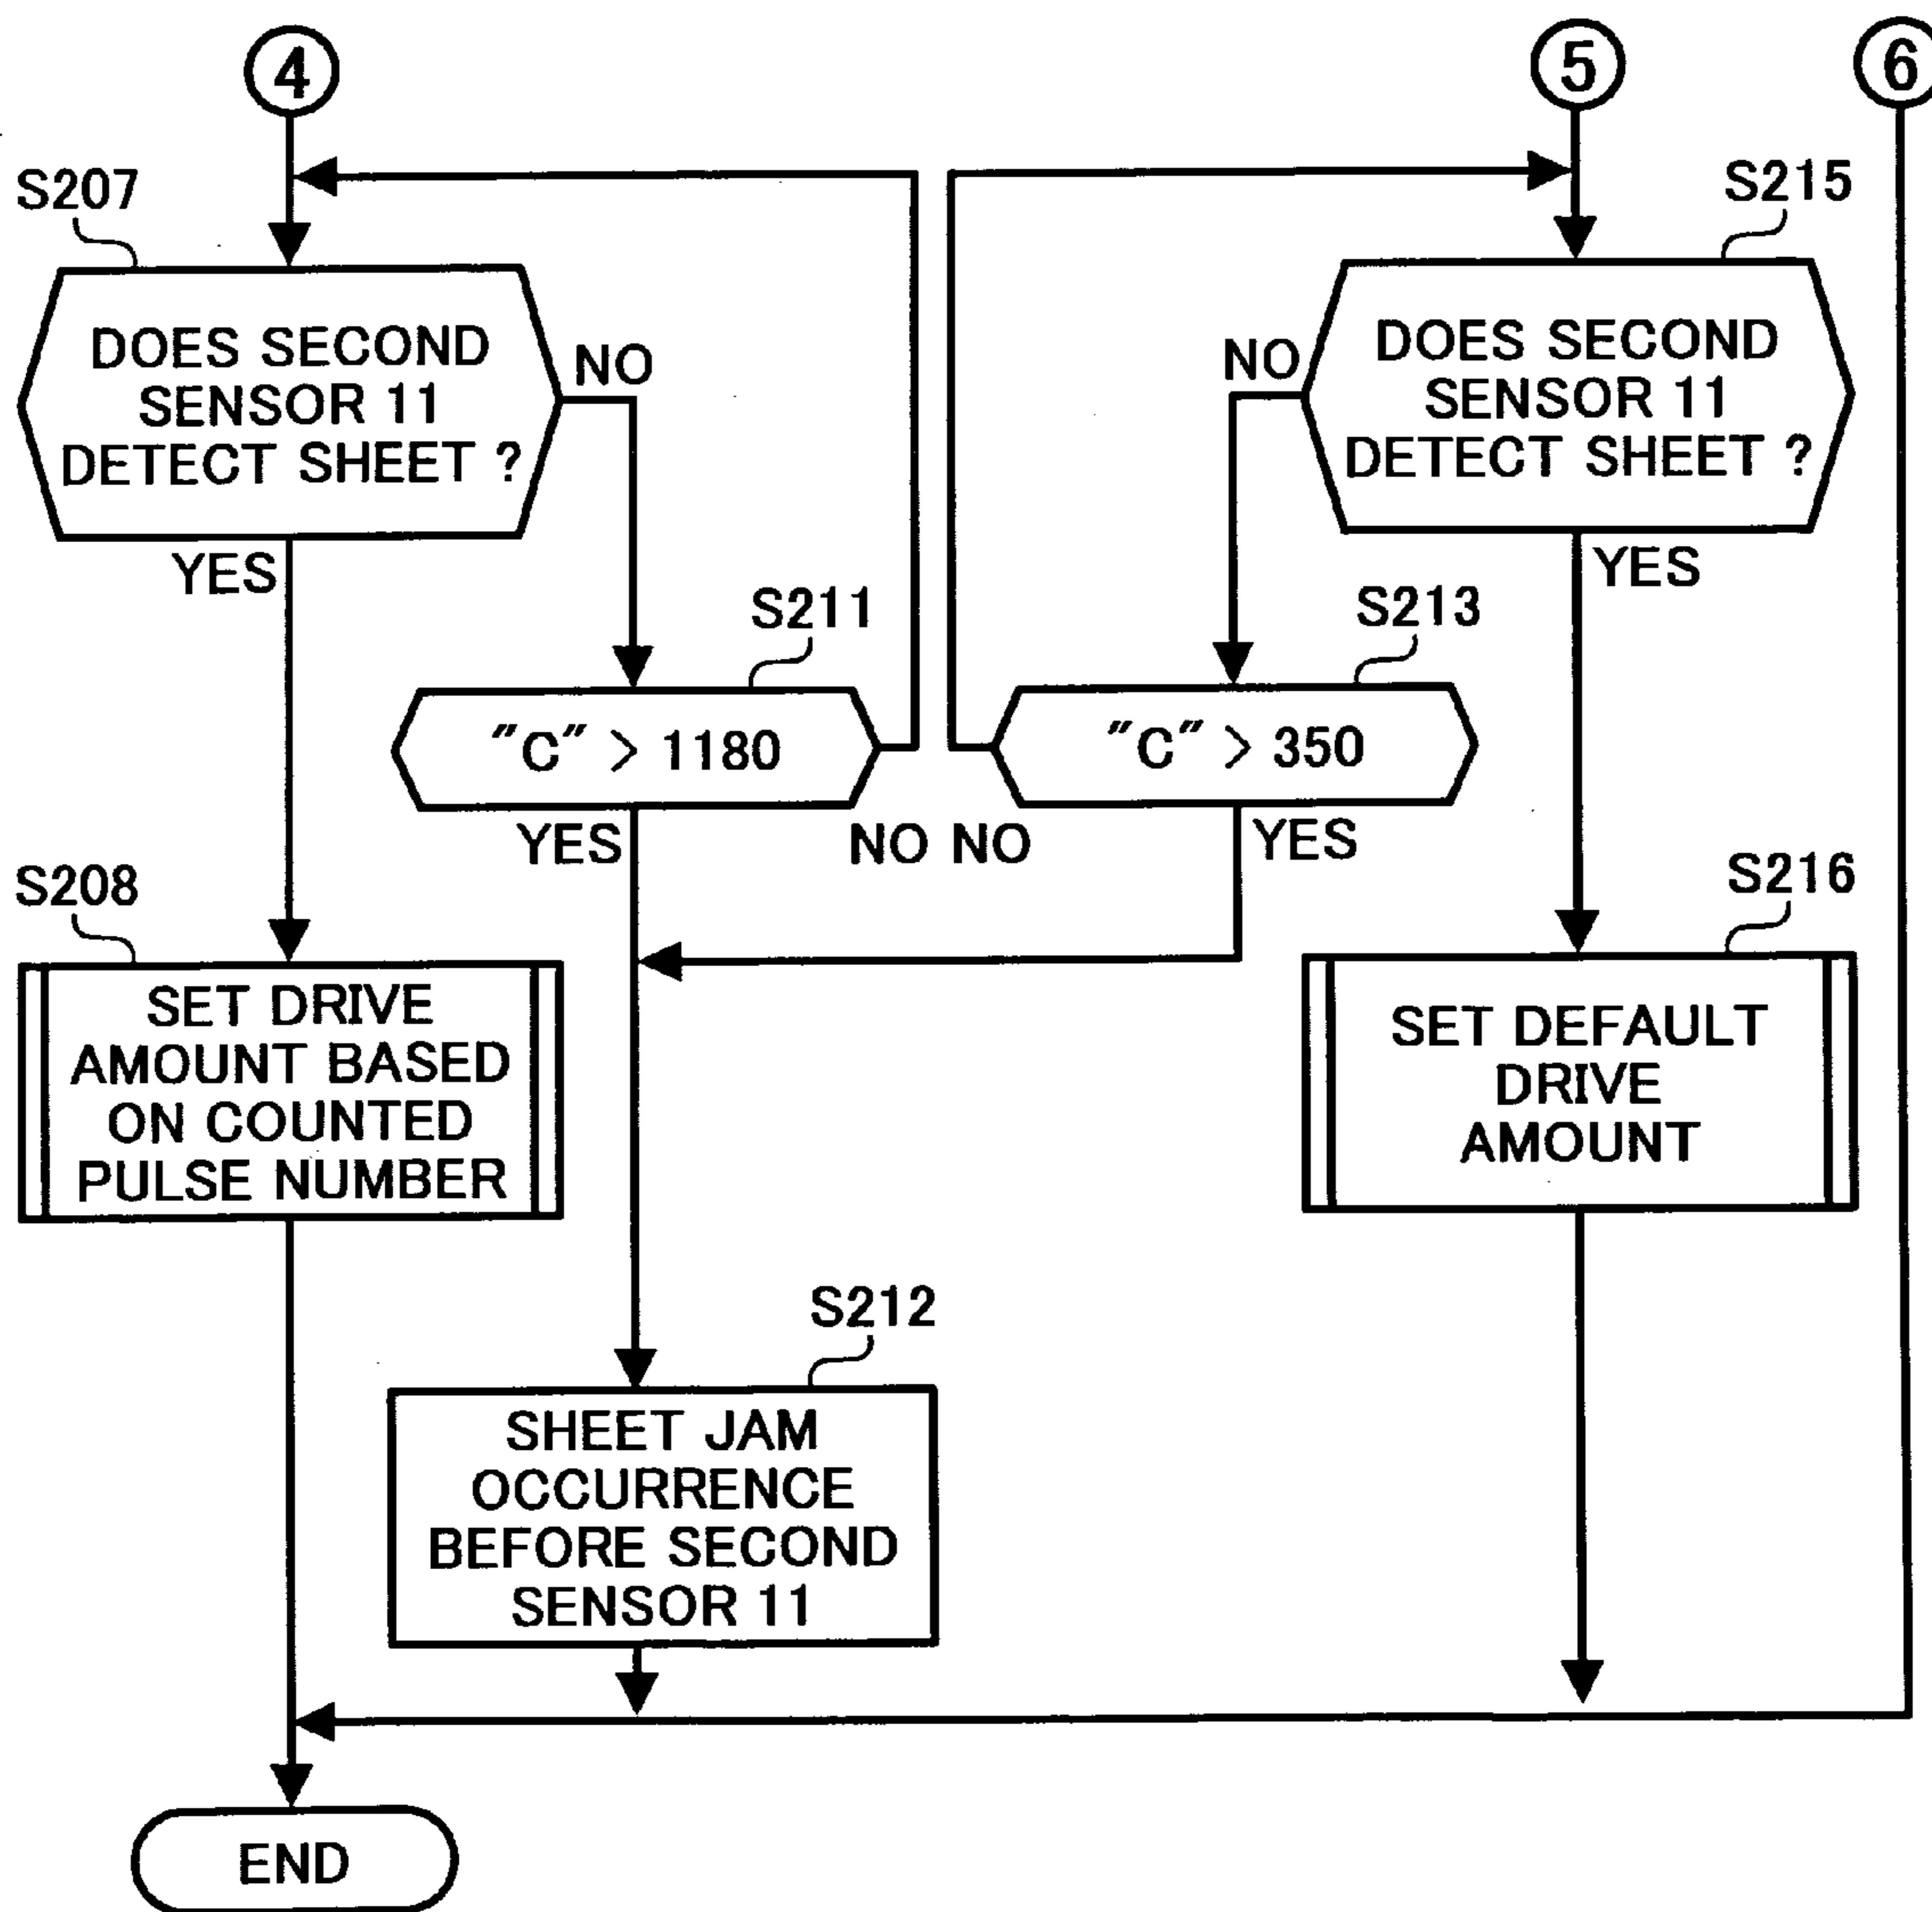 4
5
6
S207
S215
DOES SECOND
SENSOR 11
DETECT SHEET ?
NO
NO
DOES SECOND
SENSOR 11
DETECT SHEET ?
YES
YES
S211
S213
"C" > 1180
"C" > 350
YES
NO NO
YES
S208
S216
SET DRIVE
AMOUNT BASED
ON COUNTED
PULSE NUMBER
SET DEFAULT
DRIVE
AMOUNT
S212
SHEET JAM
OCCURRENCE
BEFORE SECOND
SENSOR 11
END